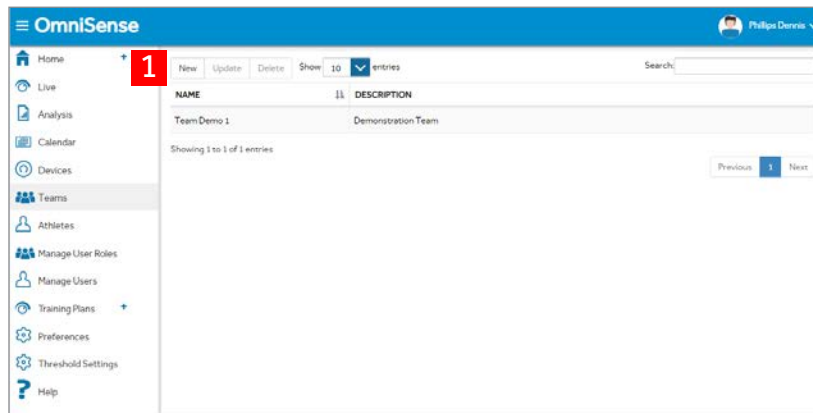 ≡ OmniSense
Phillips Dennis
Home +
1
New Update Delete Show 10 entries
Search:
Live
NAME DESCRIPTION
Analysis
Team Demo 1 Demonstration Team
Calendar
Showing 1 to 1 of 1 entries
Devices
Previous 1 Next
Teams
Athletes
Manage User Roles
Manage Users
Training Plans +
Preferences
Threshold Settings
? Help